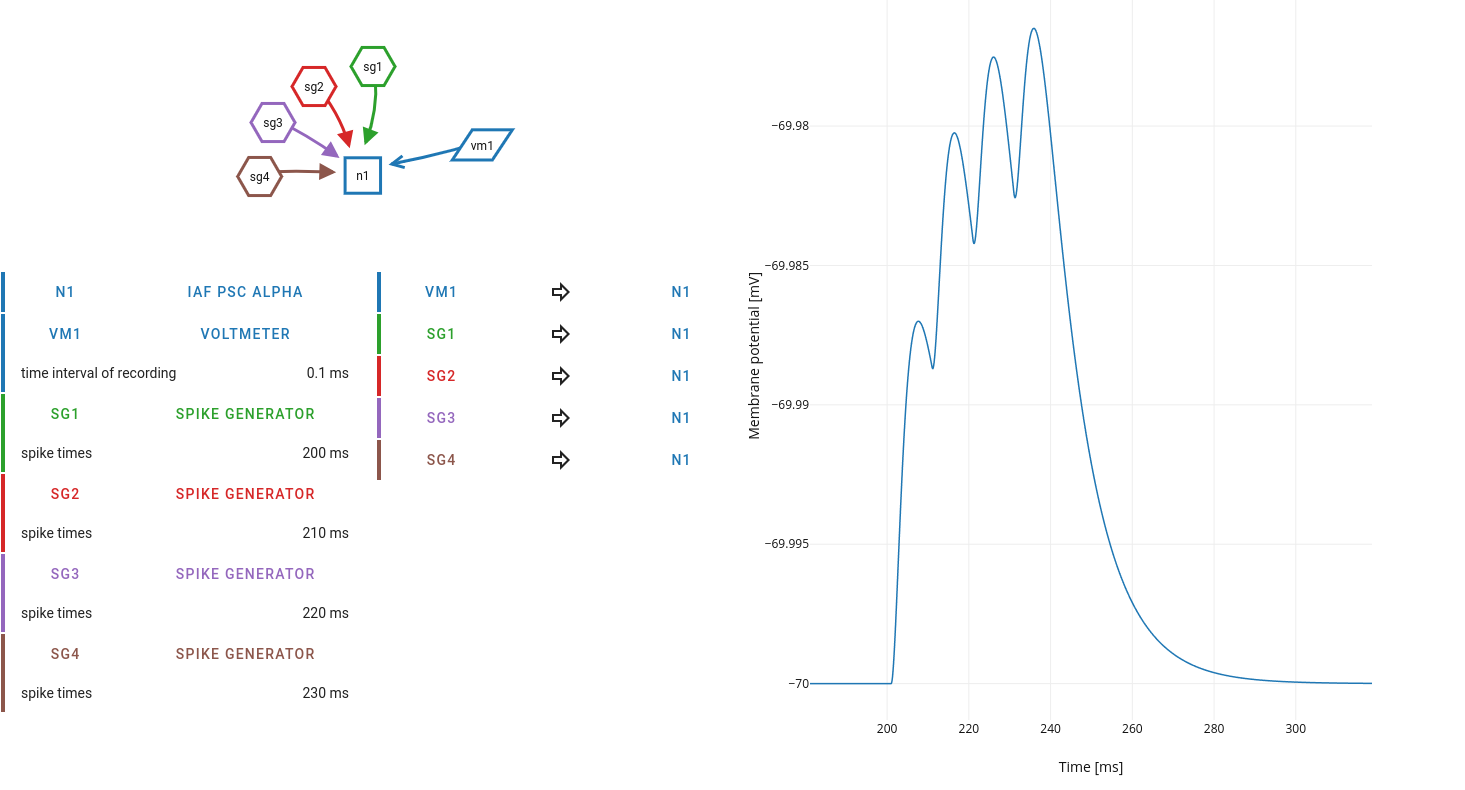 sg1
sg2
sg3
sg4
n1
vm1
N1 IAF PSC ALPHA
VM1 VOLTMETER
time interval of recording 0.1 ms
SG1 SPIKE GENERATOR
spike times 200 ms
SG2 SPIKE GENERATOR
spike times 210 ms
SG3 SPIKE GENERATOR
spike times 220 ms
SG4 SPIKE GENERATOR
spike times 230 ms
VM1 N1
SG1 N1
SG2 N1
SG3 N1
SG4 N1
Membrane potential [mV]
−69.98
−69.985
−69.99
−69.995
−70
200 220 240 260 280 300
Time [ms]